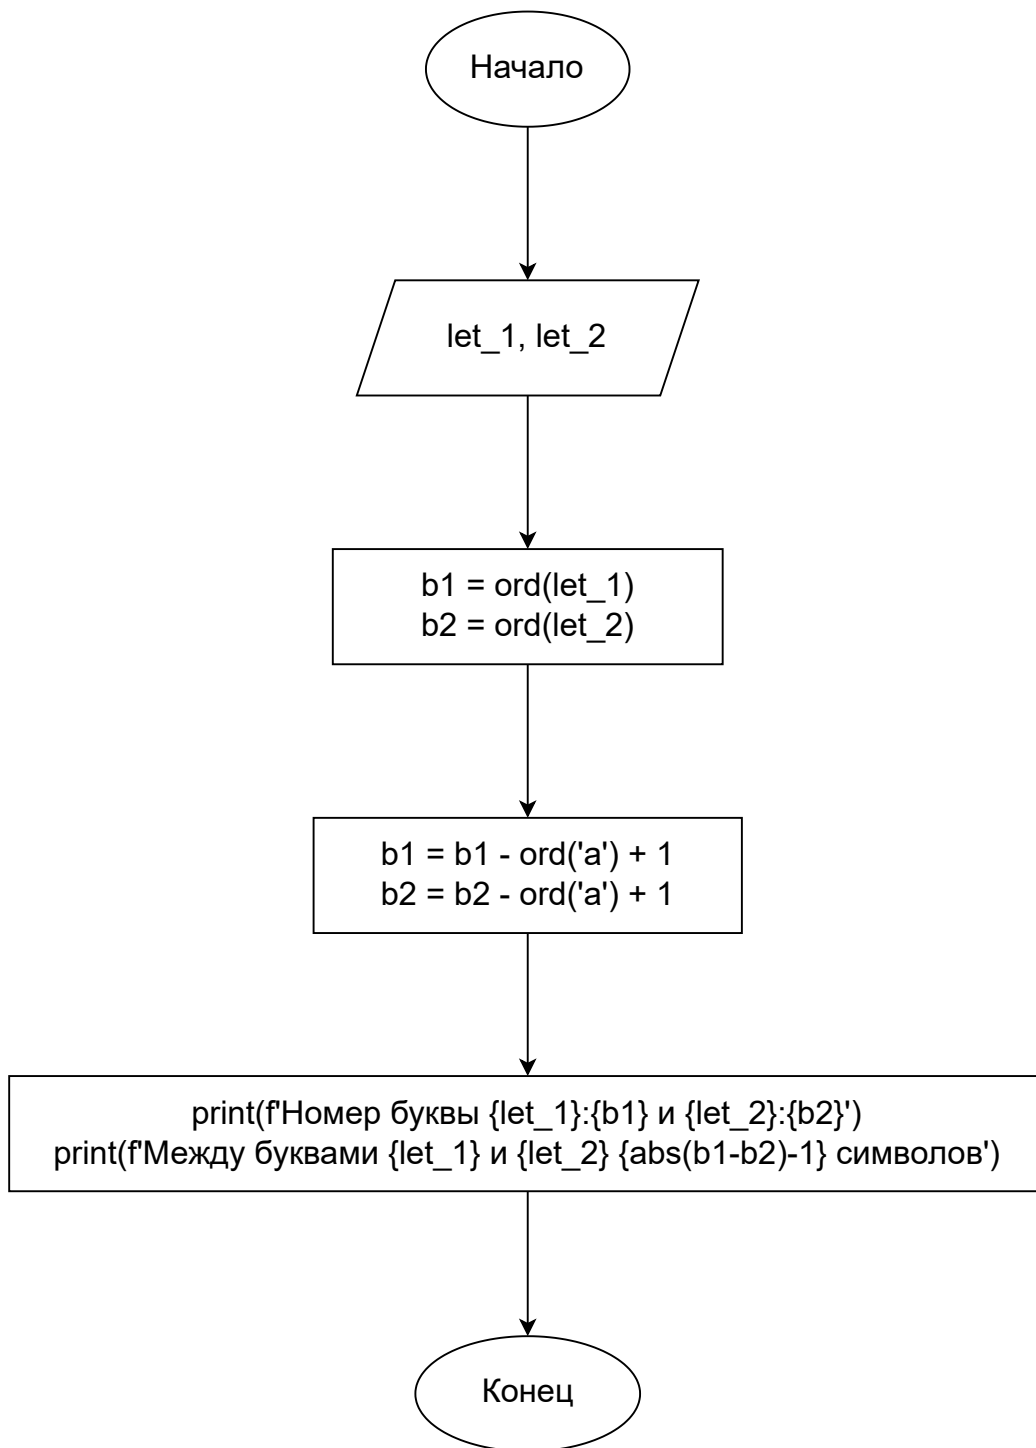 Начало
let_1, let_2
b1 = ord(let_1)
b2 = ord(let_2)
b1 = b1 - ord('a') + 1
b2 = b2 - ord('a') + 1
print(f'Номер буквы {let_1}:{b1} и {let_2}:{b2}')
print(f'Между буквами {let_1} и {let_2} {abs(b1-b2)-1} символов')
Конец